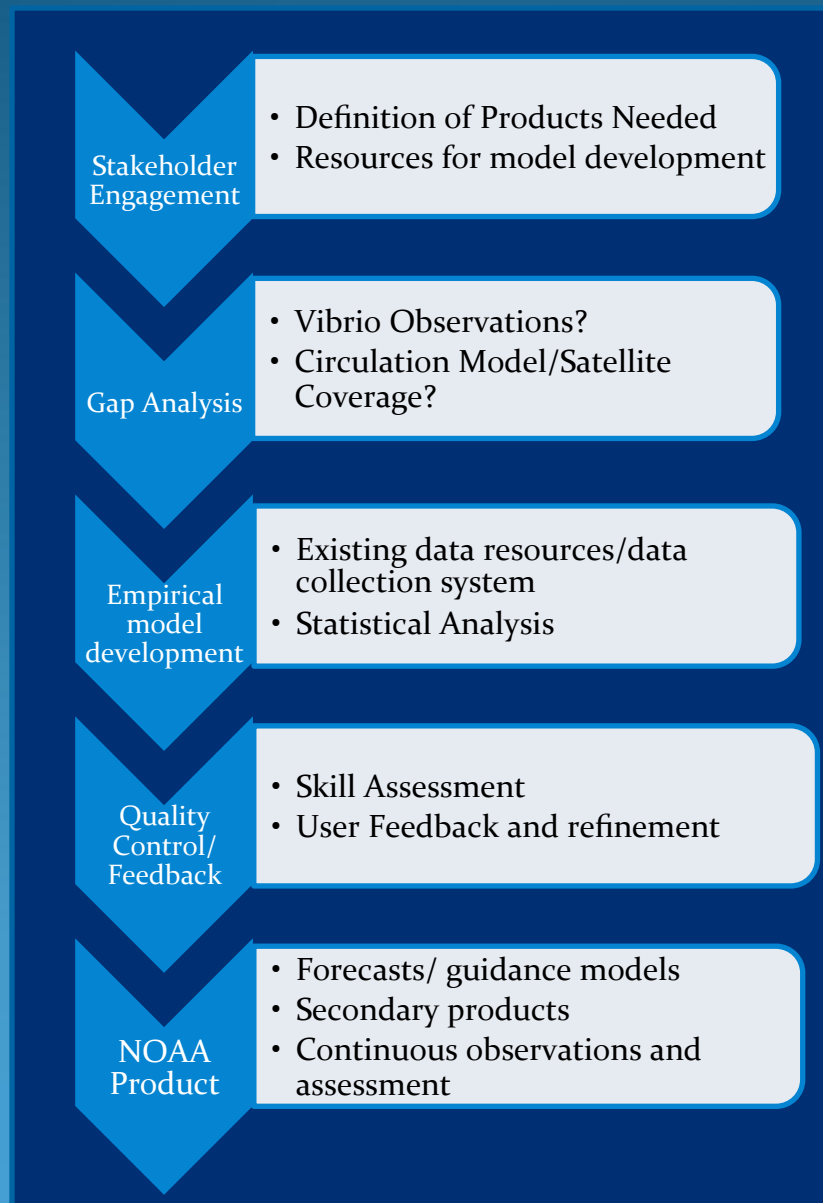 Stakeholder
Engagement
• Definition of Products Needed
• Resources for model development
Gap Analysis
• Vibrio Observations?
• Circulation Model/Satellite
Coverage?
Empirical
model
development
• Existing data resources/data
collection system
• Statistical Analysis
Quality
Control/
Feedback
• Skill Assessment
• User Feedback and refinement
NOAA
Product
• Forecasts/ guidance models
• Secondary products
• Continuous observations and
assessment